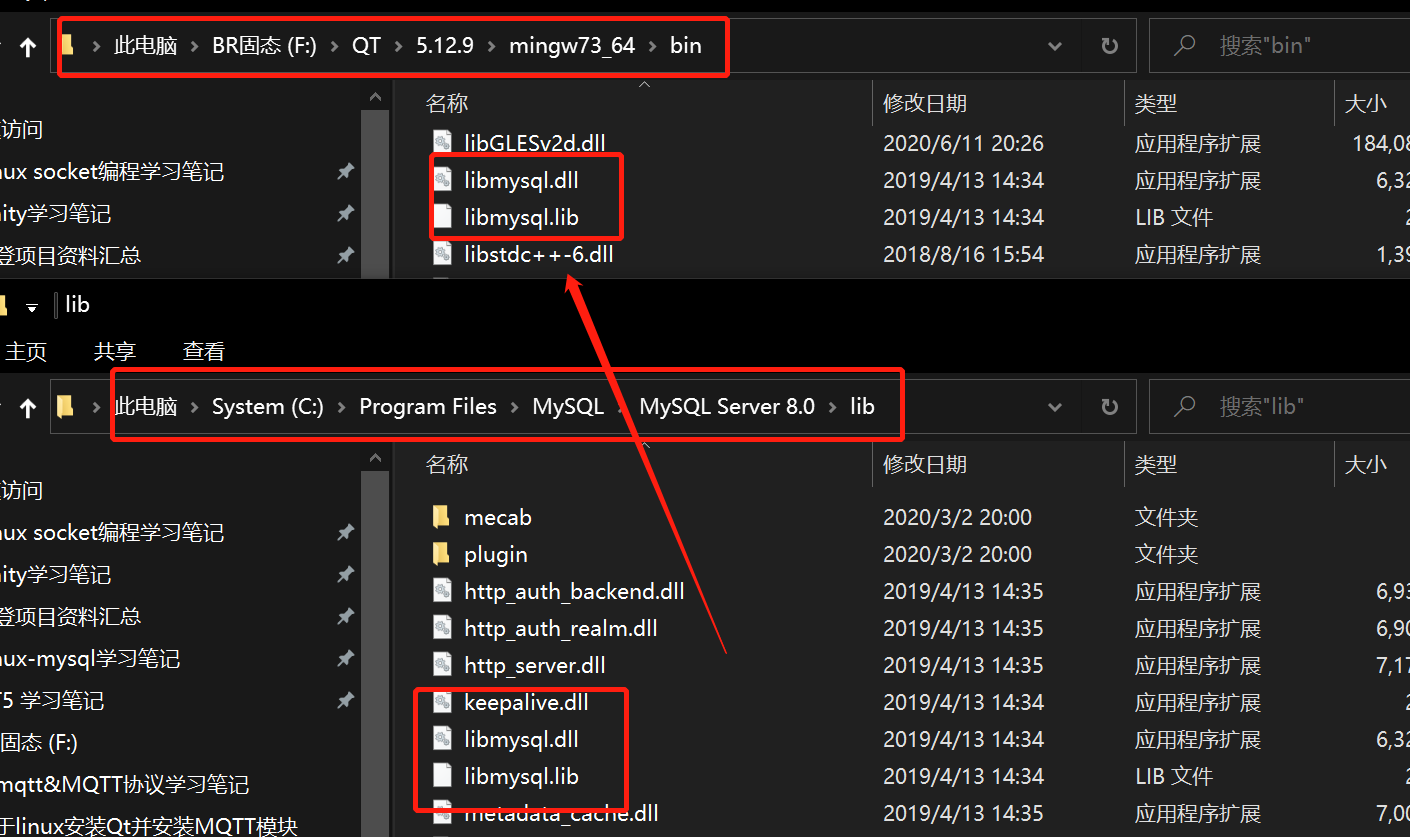 此电脑 › BR固态 (F:) › QT › 5.12.9 › mingw73_64 › bin 搜索"bin"
名称 修改日期 类型 大小
访问
libGLESv2d.dll 2020/6/11 20:26 应用程序扩展 184,08
ux socket编程学习笔记
libmysql.dll 2019/4/13 14:34 应用程序扩展 6,32
ity学习笔记
libmysql.lib 2019/4/13 14:34 LIB 文件 2
登项目资料汇总
libstdc++-6.dll 2018/8/16 15:54 应用程序扩展 1,39
lib
主页 共享 查看
此电脑 › System (C:) › Program Files › MySQL › MySQL Server 8.0 › lib 搜索"lib"
名称 修改日期 类型 大小
访问
mecab 2020/3/2 20:00 文件夹
ux socket编程学习笔记
plugin 2020/3/2 20:00 文件夹
ity学习笔记
http_auth_backend.dll 2019/4/13 14:35 应用程序扩展 6,93
登项目资料汇总
http_auth_realm.dll 2019/4/13 14:35 应用程序扩展 6,90
ux-mysql学习笔记
http_server.dll 2019/4/13 14:35 应用程序扩展 7,17
5 学习笔记
keepalive.dll 2019/4/13 14:34 应用程序扩展 2
固态 (F:)
libmysql.dll 2019/4/13 14:34 应用程序扩展 6,32
mqtt&MQTT协议学习笔记
libmysql.lib 2019/4/13 14:34 LIB 文件 2
于linux安装Qt并安装MQTT模块
metadata_cache.dll 2019/4/13 14:35 应用程序扩展 7,00